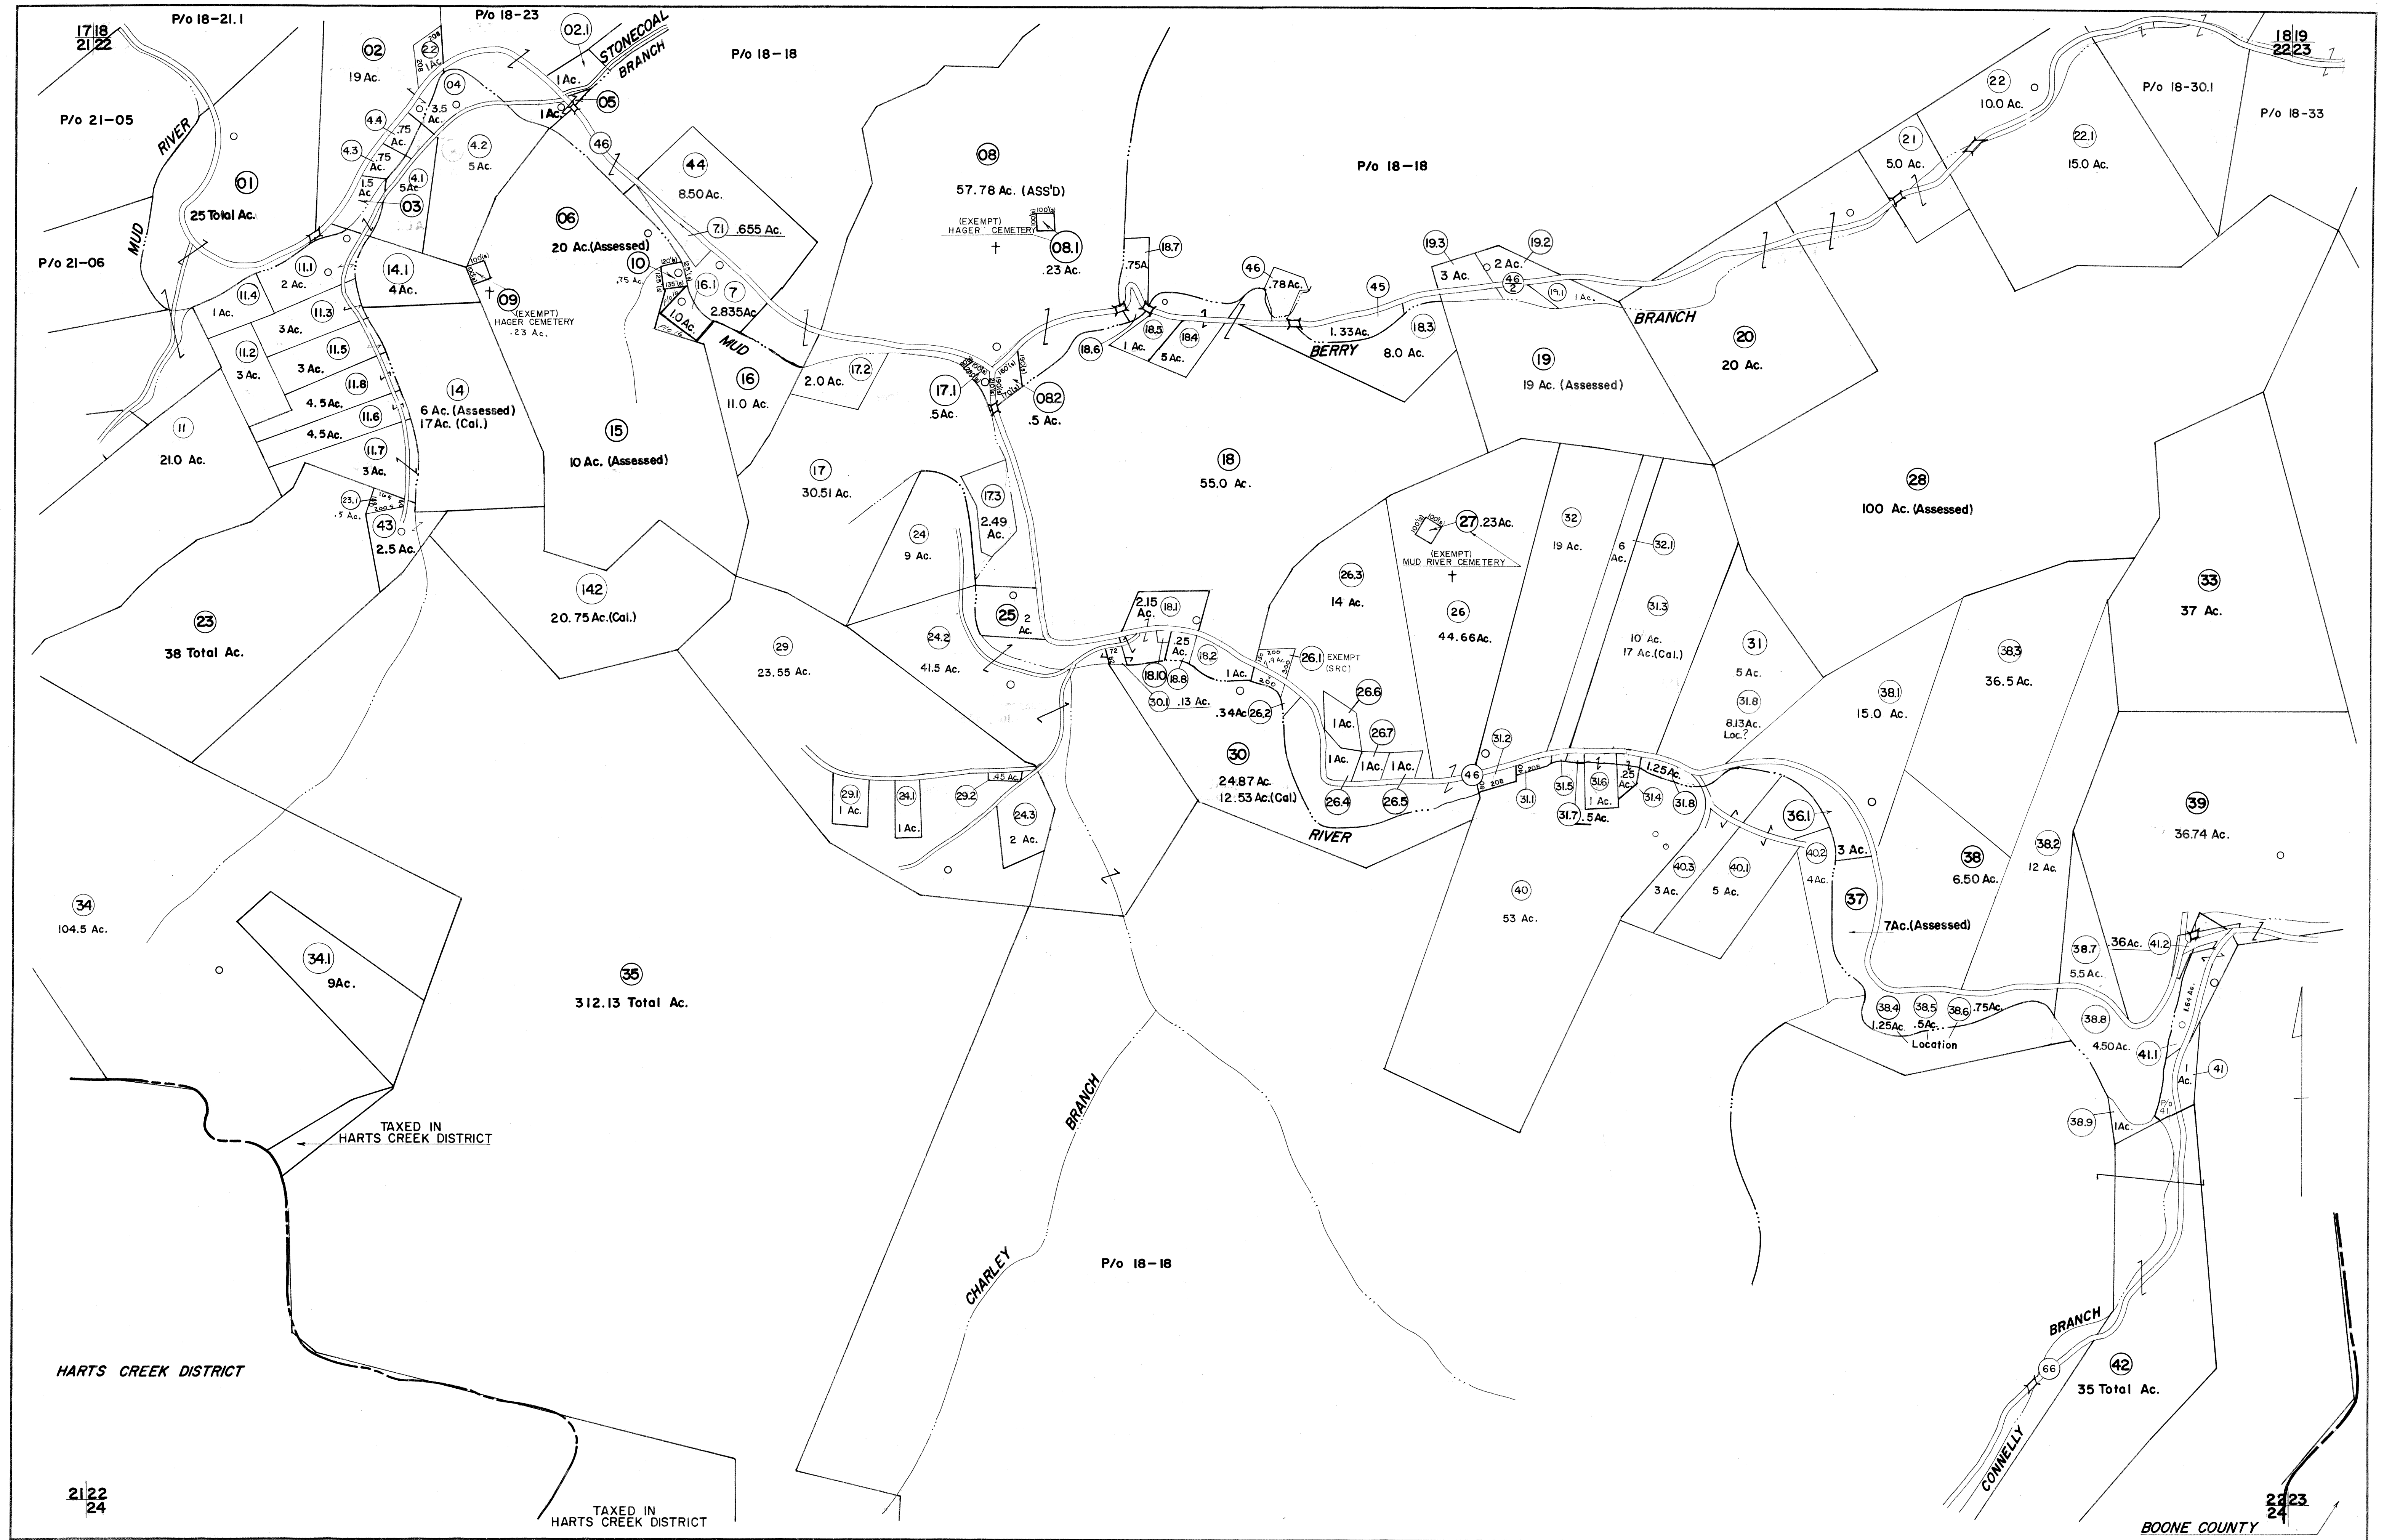 17|18
21|22
P/o 18-21.1
P/o 18-23
P/o 18-18
P/o 18-18
18|19
22|23
P/o 18-30.1
P/o 18-33
P/o 21-05
P/o 21-06
MUD
RIVER
STONECOAL
BRANCH
01
25 Total Ac.
02
19 Ac.
2.2
1 Ac.
208
208
02.1
1 Ac.
04
3.5
Ac.
05
1 Ac.
4.4
.75
Ac.
4.3
.75
Ac.
1.5
Ac
03
4.1
5Ac
4.2
5 Ac.
46
44
8.50 Ac.
7.1
.655 Ac.
06
20 Ac.(Assessed)
10
.75 Ac.
16.1
1.0 Ac.
7
2.835Ac
08
57.78 Ac. (ASS'D)
(EXEMPT)
HAGER CEMETERY
08.1
.23 Ac.
09
(EXEMPT)
HAGER CEMETERY
.23 Ac.
11.1
2 Ac.
11.4
1 Ac.
11.3
3 Ac.
11.2
3 Ac.
11.5
3 Ac.
11.8
4.5 Ac.
11.6
4.5 Ac.
11.7
3 Ac.
11
21.0 Ac.
14.1
4 Ac.
14
6 Ac. (Assessed)
17 Ac. (Cal.)
15
10 Ac. (Assessed)
MUD
16
11.0 Ac.
17.2
2.0 Ac.
17.1
.5 Ac.
08.2
.5 Ac.
18.7
.75A.
18.6
18.5
1 Ac.
18.4
5 Ac.
46
.78 Ac.
45
1.33Ac.
18.3
8.0 Ac.
BERRY
BRANCH
19.3
3 Ac.
19.2
2 Ac.
46
2
19.1
1 Ac.
19
19 Ac. (Assessed)
20
20 Ac.
21
5.0 Ac.
22
10.0 Ac.
22.1
15.0 Ac.
17
30.51 Ac.
17.3
2.49
Ac.
18
55.0 Ac.
23.1
.5 Ac.
43
2.5 Ac.
23
38 Total Ac.
14.2
20.75 Ac.(Cal.)
24
9 Ac.
25
2
Ac.
24.2
41.5 Ac.
29
23.55 Ac.
2.15
Ac.
18.1
.25
Ac.
18.2
1 Ac.
18.10
18.8
30.1
.13 Ac.
26.1
EXEMPT
(SRC)
.34 Ac
26.2
26.3
14 Ac.
27
.23 Ac.
(EXEMPT)
MUD RIVER CEMETERY
26
44.66Ac.
32
19 Ac.
6
Ac.
32.1
31.3
10 Ac.
17 Ac.(Cal.)
28
100 Ac. (Assessed)
31
5 Ac.
31.8
8.13Ac.
Loc.?
33
37 Ac.
38.3
36.5 Ac.
38.1
15.0 Ac.
26.6
1 Ac.
26.7
1 Ac.
1 Ac.
1 Ac.
26.4
26.5
46
31.2
208
31.1
208
31.5
31.6
1 Ac.
.25
Ac.
31.7
.5 Ac.
31.4
1.25Ac.
31.8
30
24.87 Ac.
12.53 Ac.(Cal.)
RIVER
29.1
1 Ac.
24.1
1 Ac.
29.2
.45 Ac.
24.3
2 Ac.
36.1
3 Ac.
40.2
4 Ac.
40.3
3 Ac.
40.1
5 Ac.
40
53 Ac.
37
7 Ac.(Assessed)
38
6.50 Ac.
38.2
12 Ac.
39
36.74 Ac.
38.7
5.5 Ac.
.36 Ac.
41.2
1.64 Ac.
38.4
1.25Ac.
38.5
.5Ac.
38.6
.75Ac.
Location
38.8
4.50 Ac.
41.1
1
Ac.
41
P/o
41
38.9
1 Ac.
34
104.5 Ac.
34.1
9 Ac.
35
312.13 Total Ac.
TAXED IN
HARTS CREEK DISTRICT
CHARLEY
BRANCH
P/o 18-18
HARTS CREEK DISTRICT
TAXED IN
HARTS CREEK DISTRICT
CONNELLY
BRANCH
66
42
35 Total Ac.
21|22
24
22|23
24
BOONE COUNTY